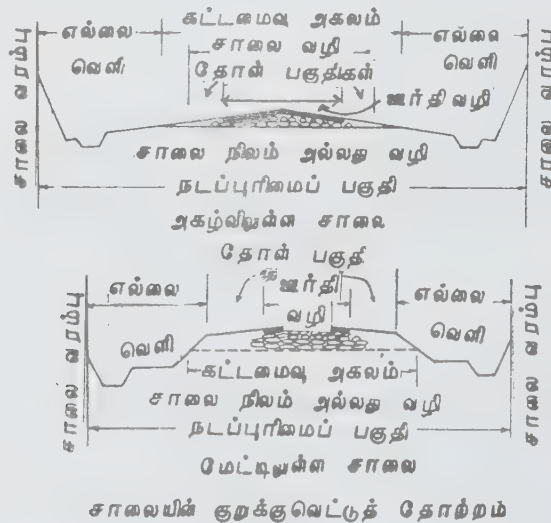 கட்டமைவு அகலம்
எல்லை
எல்லை
சாலை வழி
வெளி
வெளி
தோள் பகுதிகள்
ஊர்தி வழி
சாலை வரம்பு
சாலை வரம்பு
சாலை நிலம் அல்லது வழி
நடப்புரிமைப் பகுதி
அகழ்விலுள்ள சாலை
தோள் பகுதி
எல்லை
ஊர்தி
எல்லை
வழி
வெளி
வெளி
சாலை வரம்பு
சாலை வரம்பு
கட்டமைவு அகலம்
சாலை நிலம் அல்லது வழி
நடப்புரிமைப் பகுதி
மேட்டியுள்ள சாலை
சாலையின் குறுக்குவெட்டுத் தோற்றம்